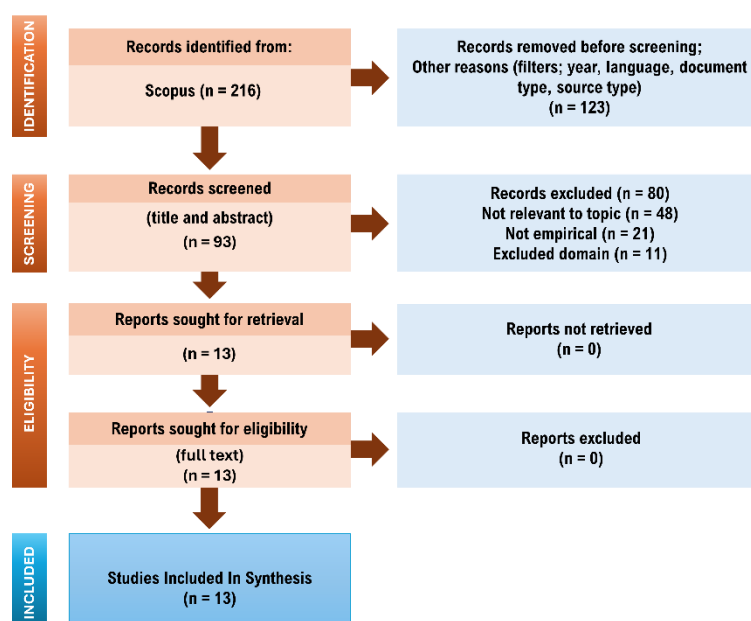 IDENTIFICATION
Records identified from:
Scopus (n = 216)
Records removed before screening;
Other reasons (filters; year, language, document
type, source type)
(n = 123)
SCREENING
Records screened
(title and abstract)
(n = 93)
Records excluded (n = 80)
Not relevant to topic (n = 48)
Not empirical (n = 21)
Excluded domain (n = 11)
ELIGIBILITY
Reports sought for retrieval
(n = 13)
Reports not retrieved
(n = 0)
Reports sought for eligibility
(full text)
(n = 13)
Reports excluded
(n = 0)
INCLUDED
Studies Included In Synthesis
(n = 13)